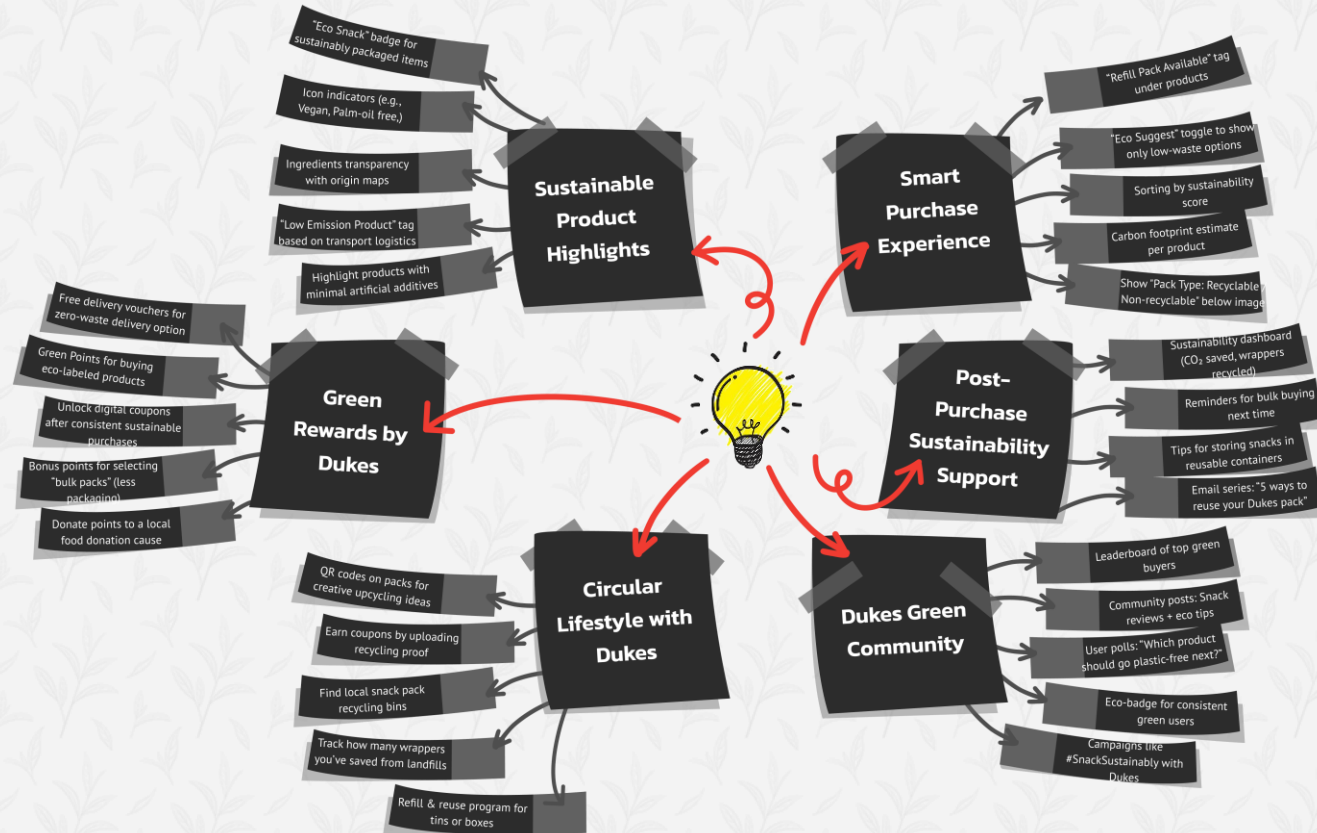 "Eco Snack" badge for
sustainably packaged items
Icon indicators (e.g.,
Vegan, Palm-oil free,)
Ingredients transparency
with origin maps
"Low Emission Product" tag
based on transport logistics
Highlight products with
minimal artificial additives
Sustainable
Product
Highlights
Smart
Purchase
Experience
"Refill Pack Available" tag
under products
"Eco Suggest" toggle to show
only low-waste options
Sorting by sustainability
score
Carbon footprint estimate
per product
Show "Pack Type: Recyclable
Non-recyclable" below image
Free delivery vouchers for
zero-waste delivery option
Green Points for buying
eco-labeled products
Unlock digital coupons
after consistent sustainable
purchases
Bonus points for selecting
"bulk packs" (less
packaging)
Donate points to a local
food donation cause
Green
Rewards by
Dukes
Post-
Purchase
Sustainability
Support
Sustainability dashboard
(CO₂ saved, wrappers
recycled)
Reminders for bulk buying
next time
Tips for storing snacks in
reusable containers
Email series: "5 ways to
reuse your Dukes pack"
QR codes on packs for
creative upcycling ideas
Earn coupons by uploading
recycling proof
Find local snack pack
recycling bins
Track how many wrappers
you've saved from landfills
Refill & reuse program for
tins or boxes
Circular
Lifestyle with
Dukes
Dukes Green
Community
Leaderboard of top green
buyers
Community posts: Snack
reviews + eco tips
User polls: "Which product
should go plastic-free next?"
Eco-badge for consistent
green users
Campaigns like
#SnackSustainably with
Dukes